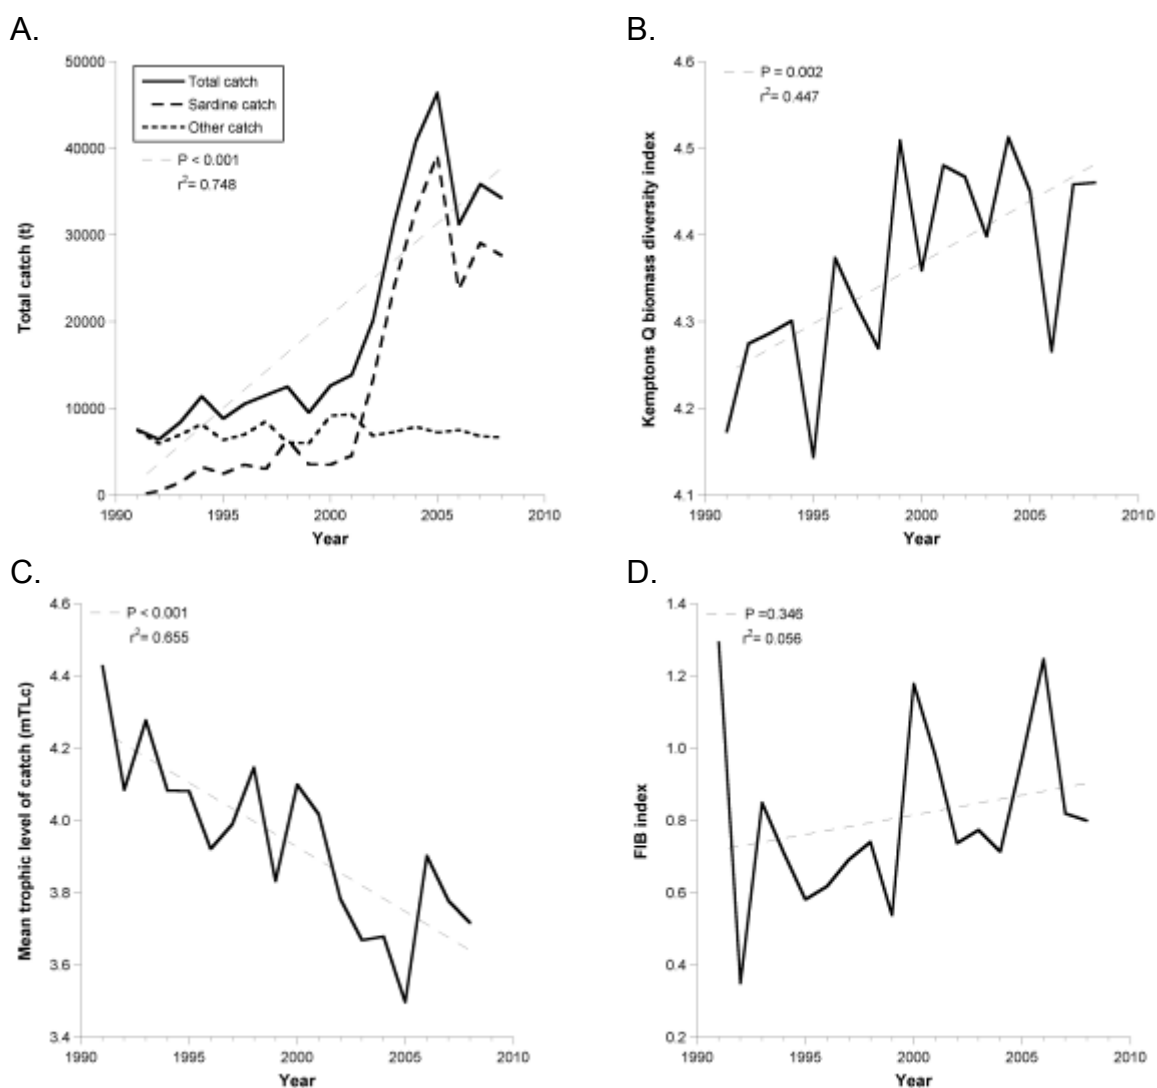 A.
50000
40000
30000
20000
10000
0
Total catch (t)
Total catch
Sardine catch
Other catch
P < 0.001
r²= 0.748
1990 1995 2000 2005 2010
Year
B.
4.6
4.5
4.4
4.3
4.2
4.1
Kemptons Q biomass diversity index
P = 0.002
r²= 0.447
1990 1995 2000 2005 2010
Year
C.
4.6
4.4
4.2
4.0
3.8
3.6
3.4
Mean trophic level of catch (mTLc)
P < 0.001
r²= 0.655
1990 1995 2000 2005 2010
Year
D.
1.4
1.2
1.0
0.8
0.6
0.4
0.2
FIB index
P =0.346
r²= 0.056
1990 1995 2000 2005 2010
Year